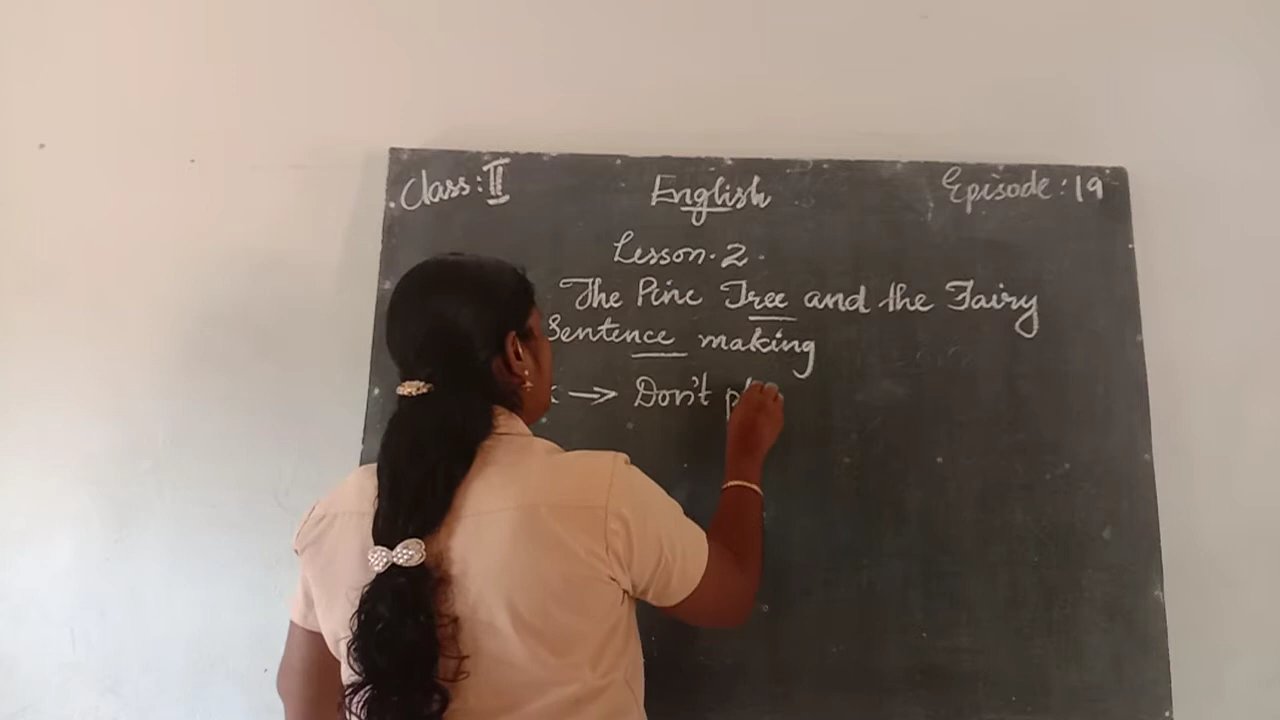 Class: II English Episode: 19
Lesson. 2.
The Pine Tree and the Fairy
Sentence making
→ Don't